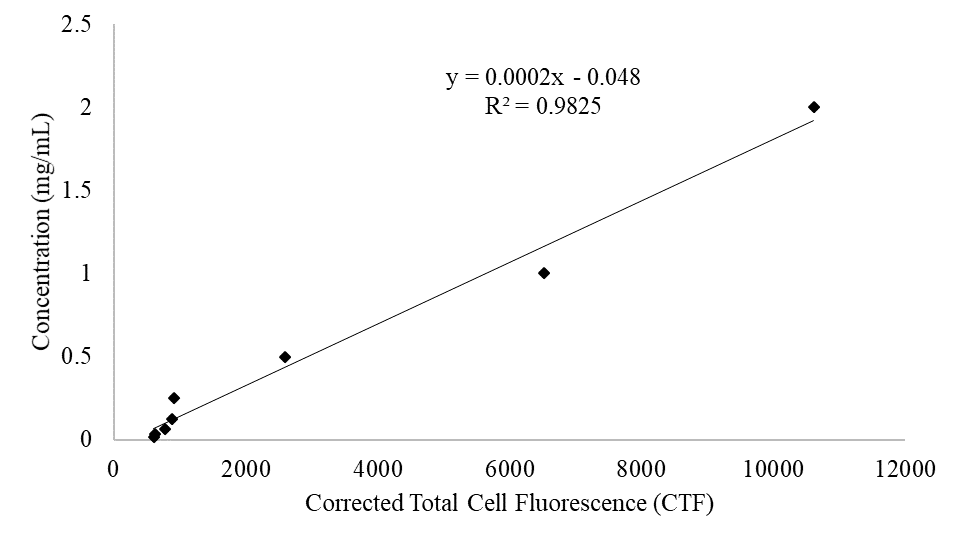 2.5
2
1.5
1
0.5
0
Concentration (mg/mL)
y = 0.0002x - 0.048
R² = 0.9825
0 2000 4000 6000 8000 10000 12000
Corrected Total Cell Fluorescence (CTF)